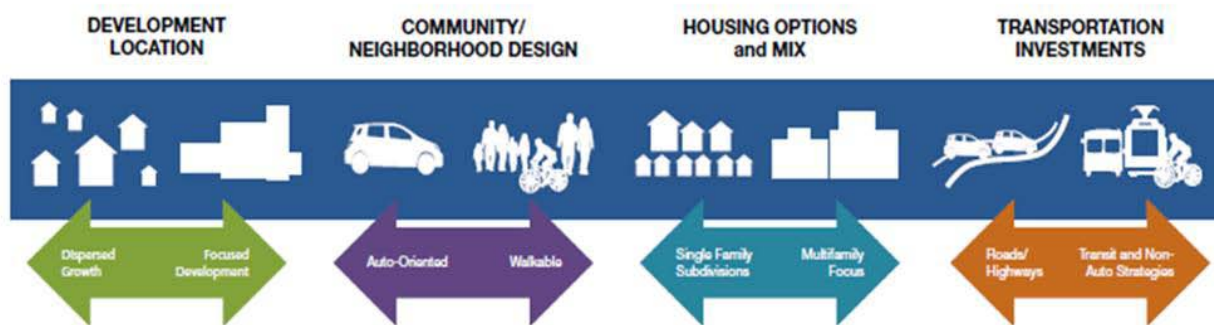 DEVELOPMENT
LOCATION
COMMUNITY/
NEIGHBORHOOD DESIGN
HOUSING OPTIONS
and MIX
TRANSPORTATION
INVESTMENTS
Dispersed
Growth
Focused
Development
Auto-Oriented
Walkable
Single Family
Subdivisions
Multifamily
Focus
Roads/
Highways
Transit and Non-
Auto Strategies